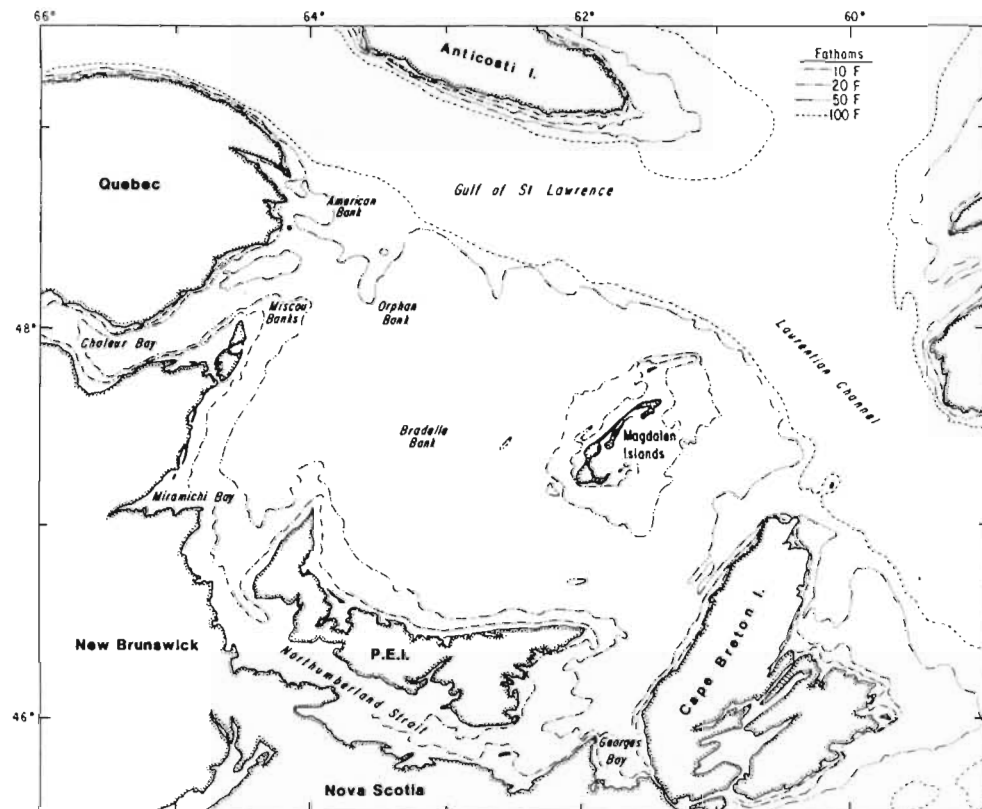 66°
64°
62°
60°
Anticosti I.
Fathoms
10 F
20 F
50 F
100 F
Quebec
Gulf of St Lawrence
American
Bank
Miscou
Banks
Orphan
Bank
48°
Chaleur Bay
Laurentian Channel
Bradelle
Bank
Magdalen
Islands
Miramichi Bay
New Brunswick
P.E.I.
Northumberland Strait
Cape Breton I.
46°
Georges
Bay
Nova Scotia